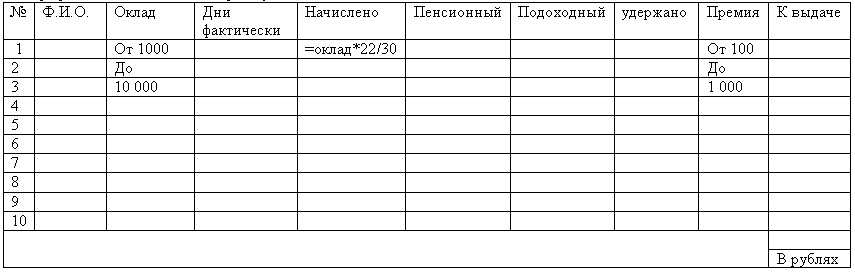 № Ф.И.О. Оклад Дни фактически Начислено Пенсионный Подоходный удержано Премия К выдаче
1 От 1000 =оклад*22/30 От 100
2 До До
3 10 000 1 000
4
5
6
7
8
9
10
В рублях